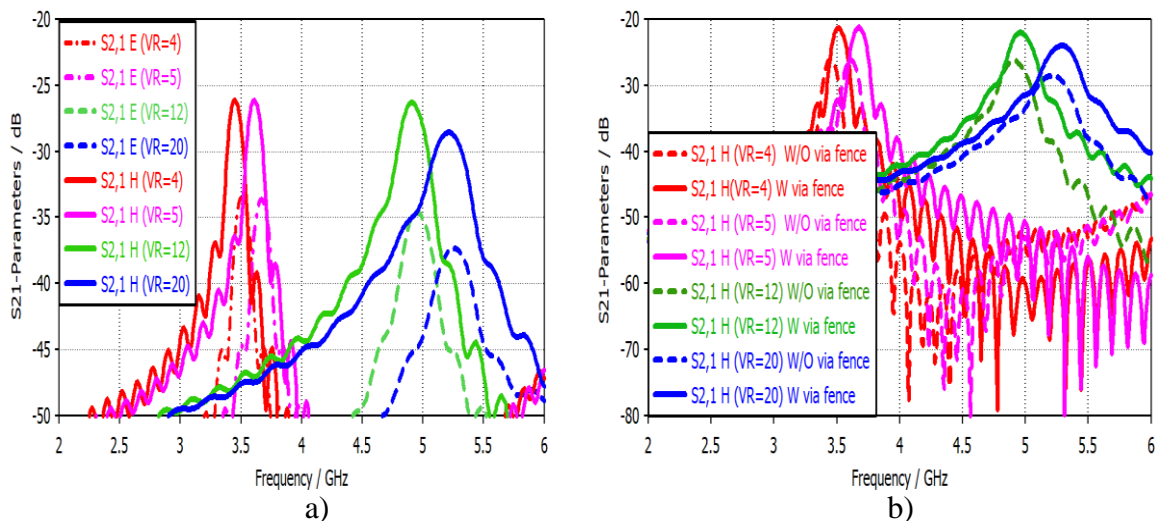 -20
-25
-30
-35
-40
-45
-50
S21-Parameters / dB
S2,1 E (VR=4)
S2,1 E (VR=5)
S2,1 E (VR=12)
S2,1 E (VR=20)
S2,1 H (VR=4)
S2,1 H (VR=5)
S2,1 H (VR=12)
S2,1 H (VR=20)
2
2.5
3
3.5
4
4.5
5
5.5
6
Frequency / GHz
a)
-20
-30
-40
-50
-60
-70
-80
S21-Parameters / dB
S2,1 H (VR=4) W/O via fence
S2,1 H(VR=4) W via fence
S2,1 H (VR=5) W/O via fence
S2,1 H (VR=5) W via fence
S2,1 H (VR=12) W/O via fence
S2,1 H (VR=12) W via fence
S2,1 H (VR=20) W/O via fence
S2,1 H (VR=20) W via fence
2
2.5
3
3.5
4
4.5
5
5.5
6
Frequency / GHz
b)